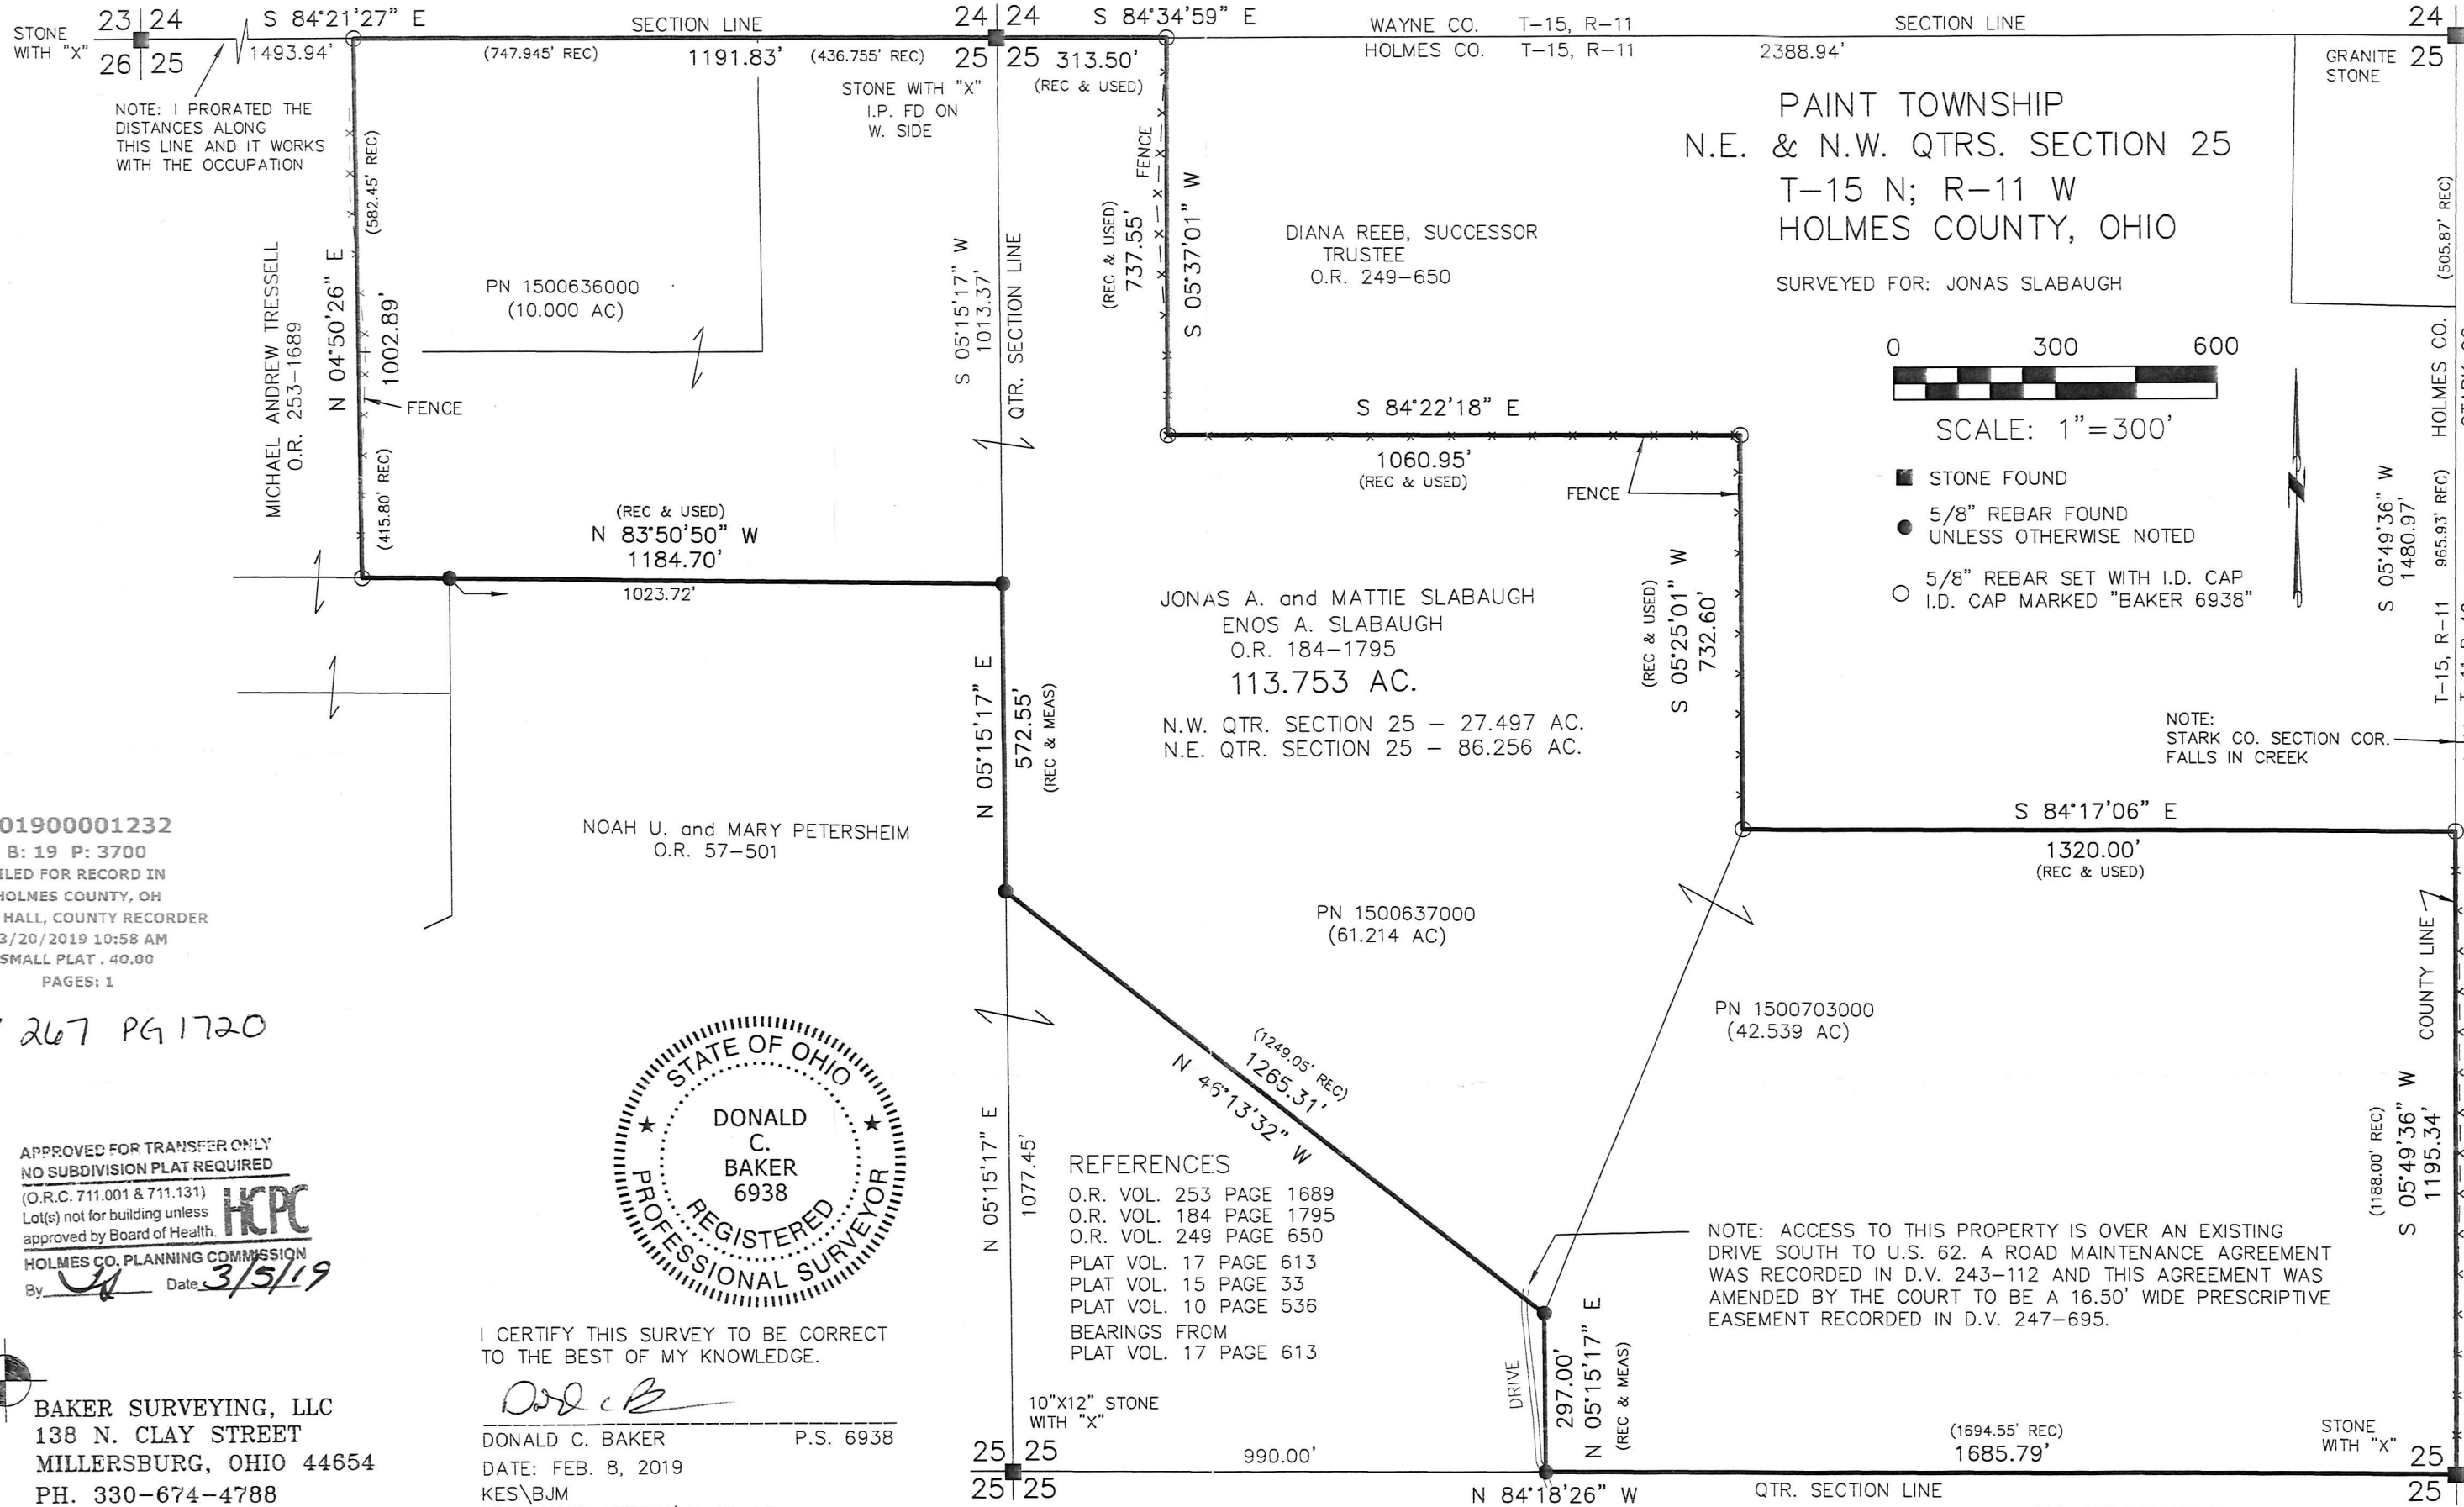 STONE
WITH "X"
23 24
26 25
S 84°21'27" E
1493.94'
SECTION LINE
(747.945' REC)
1191.83'
(436.755' REC)
24 24
25 25
S 84°34'59" E
313.50'
(REC & USED)
STONE WITH "X"
I.P. FD ON
W. SIDE
WAYNE CO. T-15, R-11
HOLMES CO. T-15, R-11
2388.94'
SECTION LINE
24
25
GRANITE
STONE
NOTE: I PRORATED THE
DISTANCES ALONG
THIS LINE AND IT WORKS
WITH THE OCCUPATION
PAINT TOWNSHIP
N.E. & N.W. QTRS. SECTION 25
T-15 N; R-11 W
HOLMES COUNTY, OHIO
SURVEYED FOR: JONAS SLABAUGH
0 300 600
SCALE: 1"=300'
STONE FOUND
5/8" REBAR FOUND
UNLESS OTHERWISE NOTED
5/8" REBAR SET WITH I.D. CAP
I.D. CAP MARKED "BAKER 6938"
N
MICHAEL ANDREW TRESSELL
O.R. 253-1689
N 04°50'26" E
1002.89'
(582.45' REC)
(415.80' REC)
FENCE
PN 1500636000
(10.000 AC)
S 05°15'17" W
1013.37'
QTR. SECTION LINE
FENCE
(REC & USED)
737.55'
S 05°37'01" W
DIANA REEB, SUCCESSOR
TRUSTEE
O.R. 249-650
S 84°22'18" E
1060.95'
(REC & USED)
FENCE
(505.87' REC)
HOLMES CO.
965.93' REC)
T-15, R-11
S 05°49'36" W
1480.97'
(REC & USED)
N 83°50'50" W
1184.70'
1023.72'
JONAS A. and MATTIE SLABAUGH
ENOS A. SLABAUGH
O.R. 184-1795
113.753 AC.
N.W. QTR. SECTION 25 - 27.497 AC.
N.E. QTR. SECTION 25 - 86.256 AC.
(REC & USED)
S 05°25'01" W
732.60'
NOTE:
STARK CO. SECTION COR.
FALLS IN CREEK
N 05°15'17" E
572.55'
(REC & MEAS)
S 84°17'06" E
1320.00'
(REC & USED)
01900001232
B: 19 P: 3700
ILED FOR RECORD IN
HOLMES COUNTY, OH
HALL, COUNTY RECORDER
3/20/2019 10:58 AM
SMALL PLAT . 40.00
PAGES: 1
267 PG 1720
NOAH U. and MARY PETERSHEIM
O.R. 57-501
PN 1500637000
(61.214 AC)
PN 1500703000
(42.539 AC)
COUNTY LINE
(1188.00' REC)
S 05°49'36" W
1195.34'
(1249.05' REC)
1265.31'
N 46°13'32" W
APPROVED FOR TRANSFER ONLY
NO SUBDIVISION PLAT REQUIRED
(O.R.C. 711.001 & 711.131)
Lot(s) not for building unless
approved by Board of Health.
HCPC
HOLMES CO. PLANNING COMMISSION
By Date 3/5/19
STATE OF OHIO
DONALD
C.
BAKER
6938
REGISTERED
PROFESSIONAL SURVEYOR
N 05°15'17" E
1077.45'
REFERENCES
O.R. VOL. 253 PAGE 1689
O.R. VOL. 184 PAGE 1795
O.R. VOL. 249 PAGE 650
PLAT VOL. 17 PAGE 613
PLAT VOL. 15 PAGE 33
PLAT VOL. 10 PAGE 536
BEARINGS FROM
PLAT VOL. 17 PAGE 613
NOTE: ACCESS TO THIS PROPERTY IS OVER AN EXISTING
DRIVE SOUTH TO U.S. 62. A ROAD MAINTENANCE AGREEMENT
WAS RECORDED IN D.V. 243-112 AND THIS AGREEMENT WAS
AMENDED BY THE COURT TO BE A 16.50' WIDE PRESCRIPTIVE
EASEMENT RECORDED IN D.V. 247-695.
I CERTIFY THIS SURVEY TO BE CORRECT
TO THE BEST OF MY KNOWLEDGE.
DONALD C. BAKER P.S. 6938
DATE: FEB. 8, 2019
KES\BJM
BAKER SURVEYING, LLC
138 N. CLAY STREET
MILLERSBURG, OHIO 44654
PH. 330-674-4788
10"X12" STONE
WITH "X"
25 25
25 25
990.00'
DRIVE
297.00'
N 05°15'17" E
(REC & MEAS)
N 84°18'26" W
(1694.55' REC)
1685.79'
QTR. SECTION LINE
STONE
WITH "X"
25
25